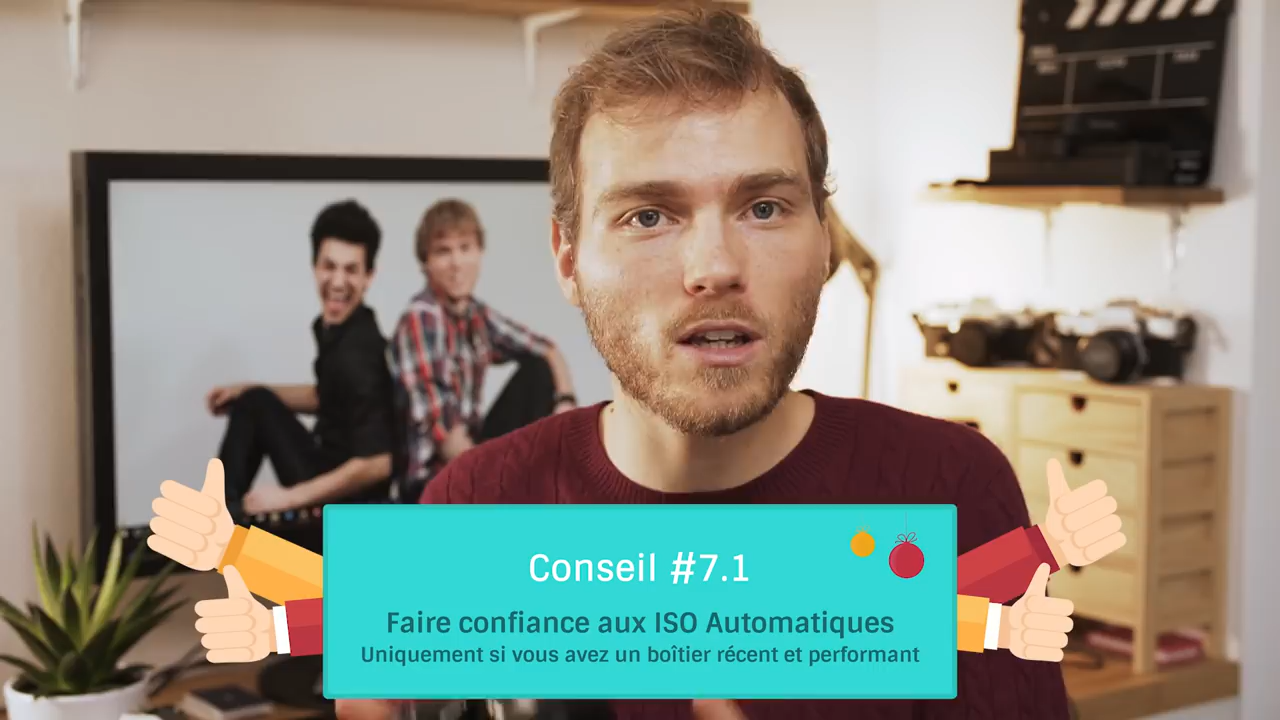 Conseil #7.1
Faire confiance aux ISO Automatiques
Uniquement si vous avez un boîtier récent et performant